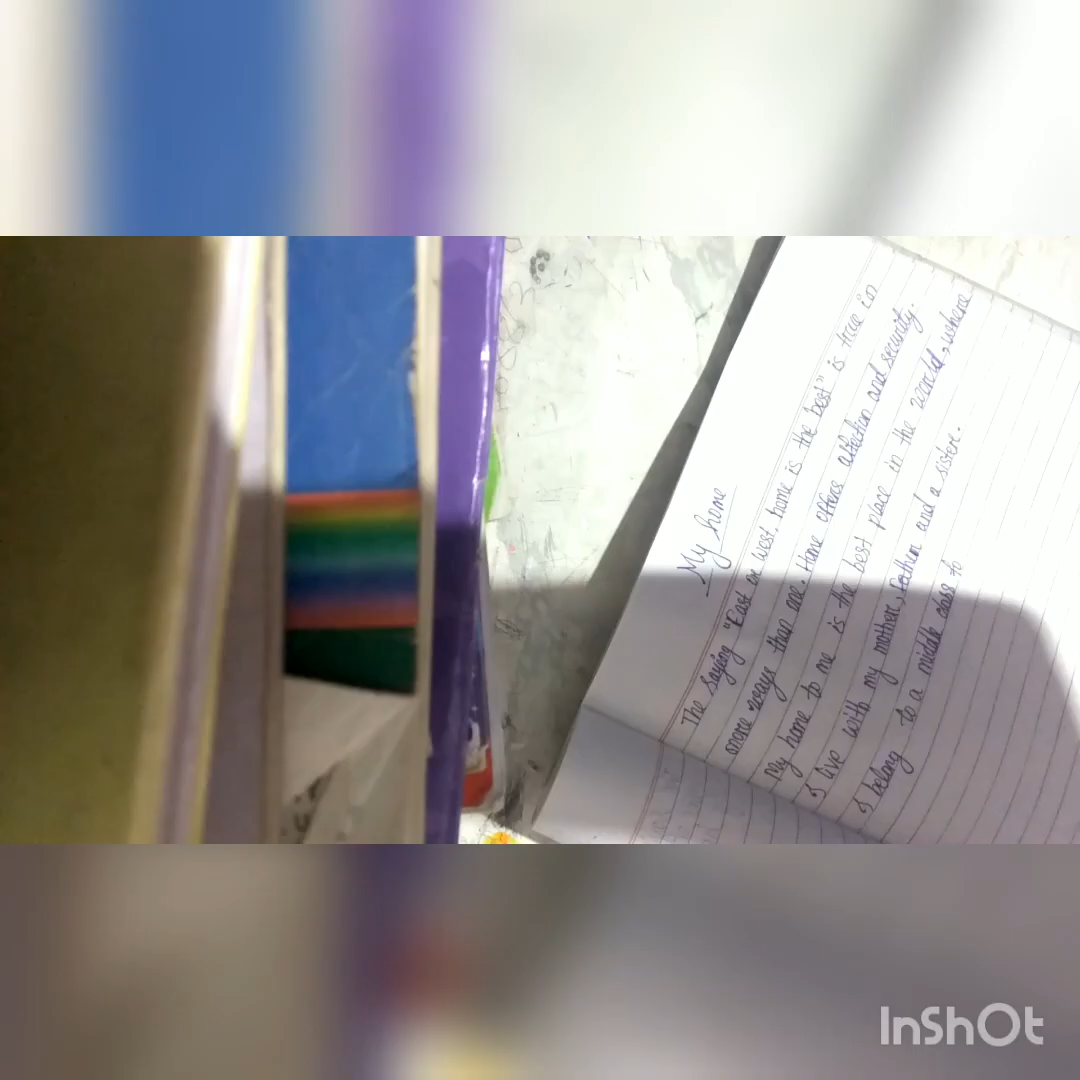 My home
The saying "East or west, home is the best" is true in
more ways than one. Home offers affection and security.
My home to me is the best place in the world, where
I live with my mother, father and a sister.
I belong to a middle class fo
InShOt